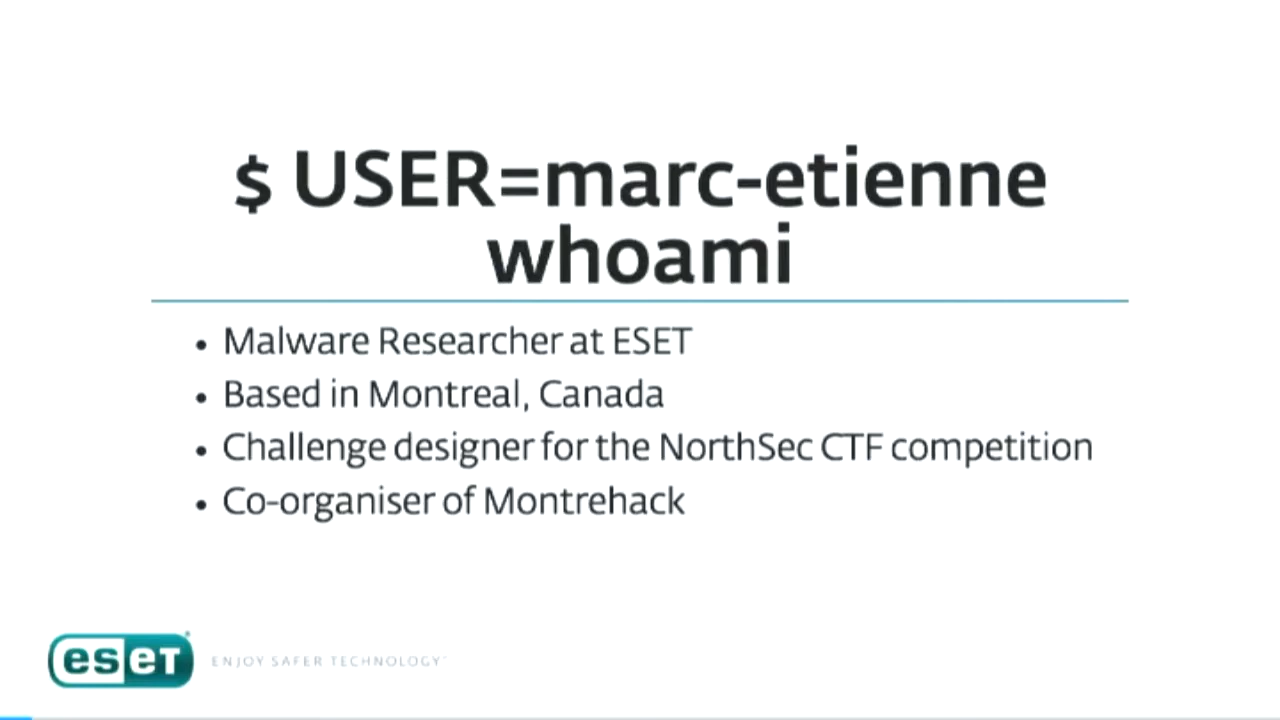 $ USER=marc-etienne
whoami
• Malware Researcher at ESET
• Based in Montreal, Canada
• Challenge designer for the NorthSec CTF competition
• Co-organiser of Montrehack
eseT ENJOY SAFER TECHNOLOGY